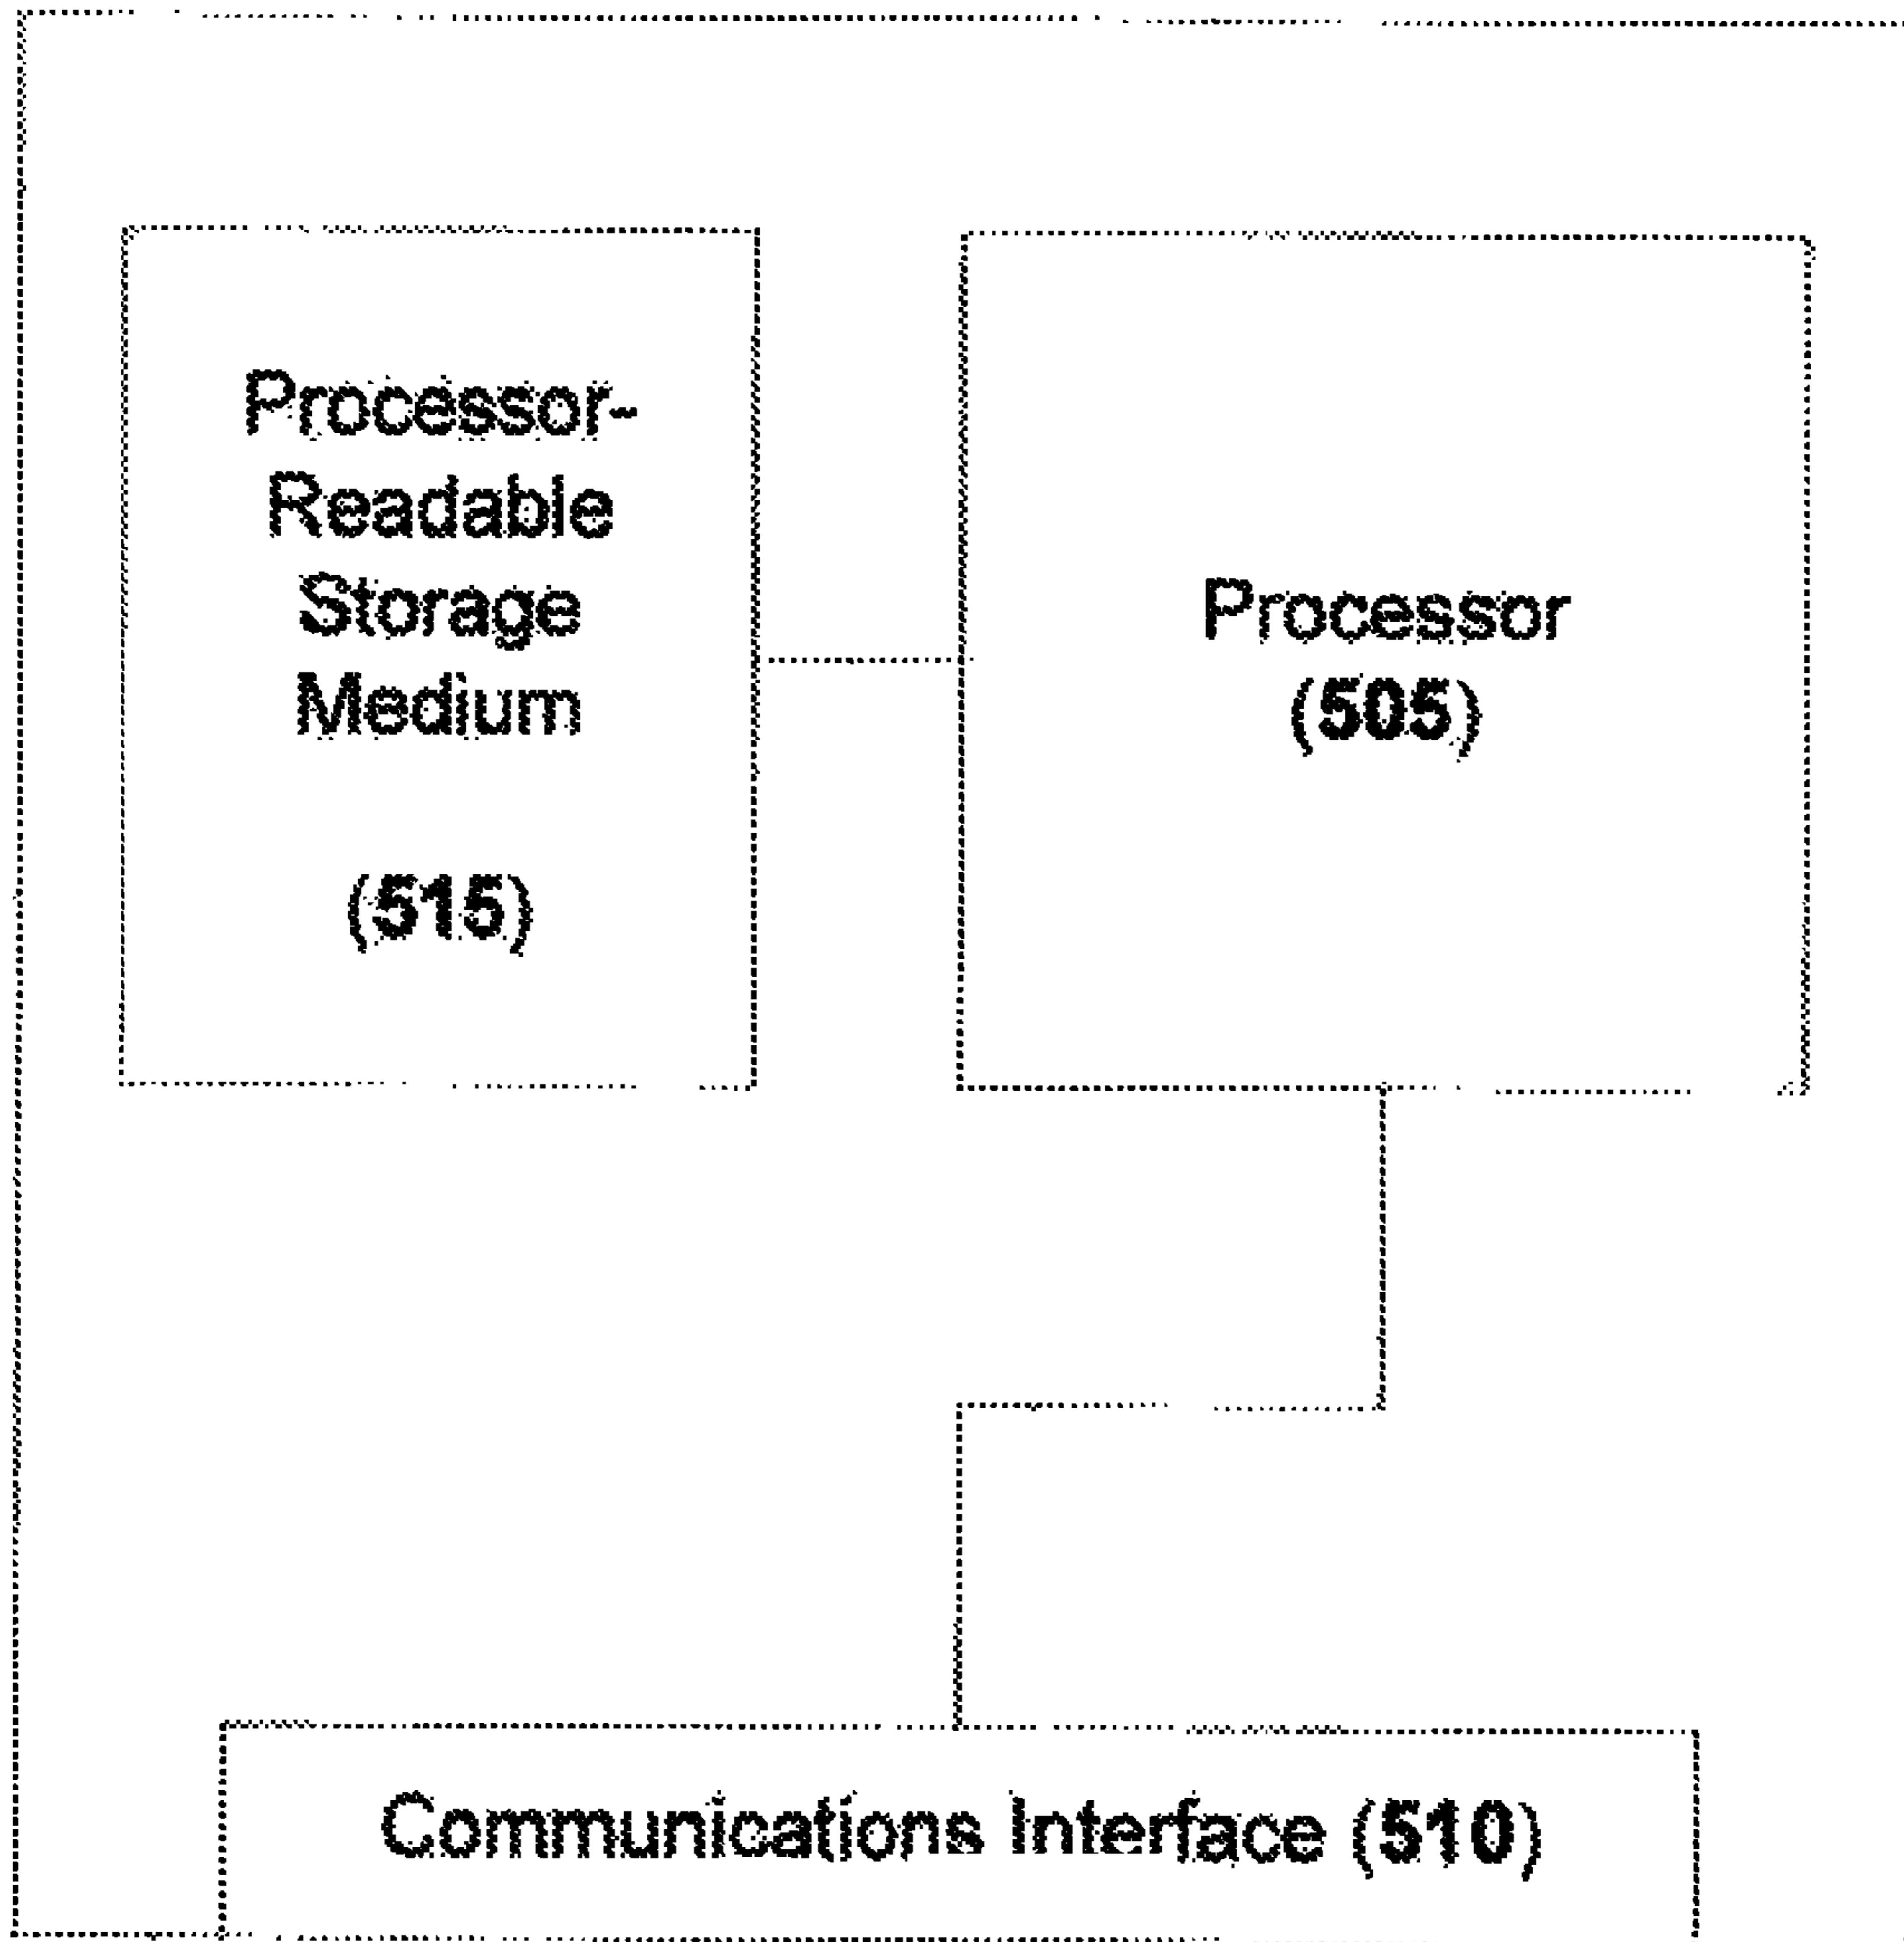 Processor-
Readable
Storage
Medium
(515)
Processor
(505)
Communications Interface (510)